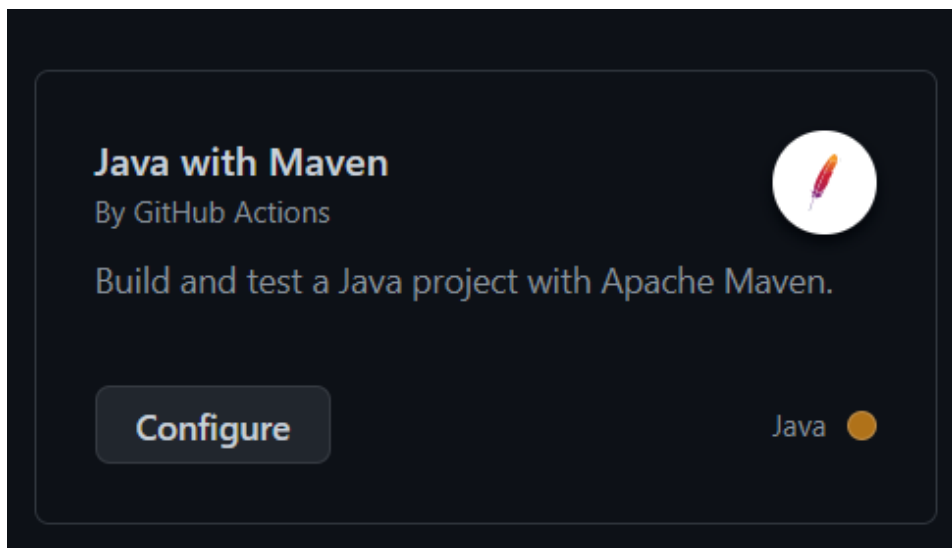 Java with Maven
By GitHub Actions
Build and test a Java project with Apache Maven.
Configure
Java